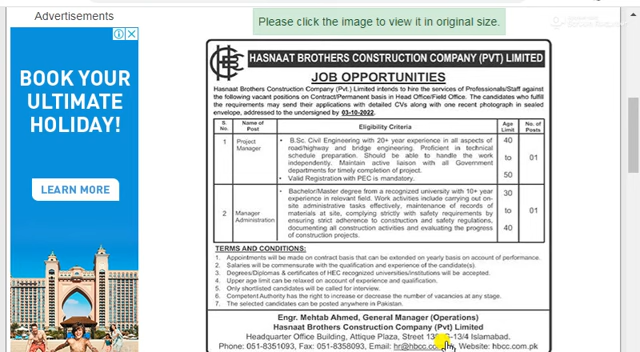 Advertisements
Please click the image to view it in original size.
BOOK YOUR
ULTIMATE
HOLIDAY!
LEARN MORE
HASNAAT BROTHERS CONSTRUCTION COMPANY (PVT) LIMITED
JOB OPPORTUNITIES
Hasnaat Brothers Construction Company (Pvt.) Limited intends to hire the services of Professionals/Staff against
the following vacant positions on Contract/Permanent basis in Head Office/Field Office. The candidates who fulfill
the requirements may send their applications with detailed CVs along with one recent photograph in sealed
envelope, addressed to the undersigned by 03-10-2022.
S. No. Name of Post Eligibility Criteria Age Limit No. of Posts
1 Project Manager 40 to 50 01
• B.Sc. Civil Engineering with 20+ year experience in all aspects of
road/highway and bridge engineering. Proficient in technical
schedule preparation. Should be able to handle the work
independently. Maintain active liaison with all Government
departments for timely completion of project.
• Valid Registration with PEC is mandatory.
2 Manager Administration 30 to 40 01
• Bachelor/Master degree from a recognized university with 10+ year
experience in relevant field. Work activities include carrying out on-
site administrative tasks effectively, maintenance of records of
materials at site, complying strictly with safety requirements by
ensuring strict adherence to construction and safety regulations,
documenting all construction activities and evaluating the progress
of construction projects.
TERMS AND CONDITIONS:
1. Appointments will be made on contract basis that can be extended on yearly basis on account of performance.
2. Salaries will be commensurate with the qualification and experience of the candidate(s).
3. Degrees/Diplomas & certificates of HEC recognized universities/institutions will be accepted.
4. Upper age limit can be relaxed on account of experience and qualification.
5. Only shortlisted candidates will be called for interview.
6. Competent Authority has the right to increase or decrease the number of vacancies at any stage.
7. The selected candidates can be posted anywhere in Pakistan.
Engr. Mehtab Ahmed, General Manager (Operations)
Hasnaat Brothers Construction Company (Pvt) Limited
Headquarter Office Building, Attique Plaza, Street 13-13/4 Islamabad.
Phone: 051-8351093, Fax: 051-8358093, Email: hr@hbcc.com, Website: hbcc.com.pk